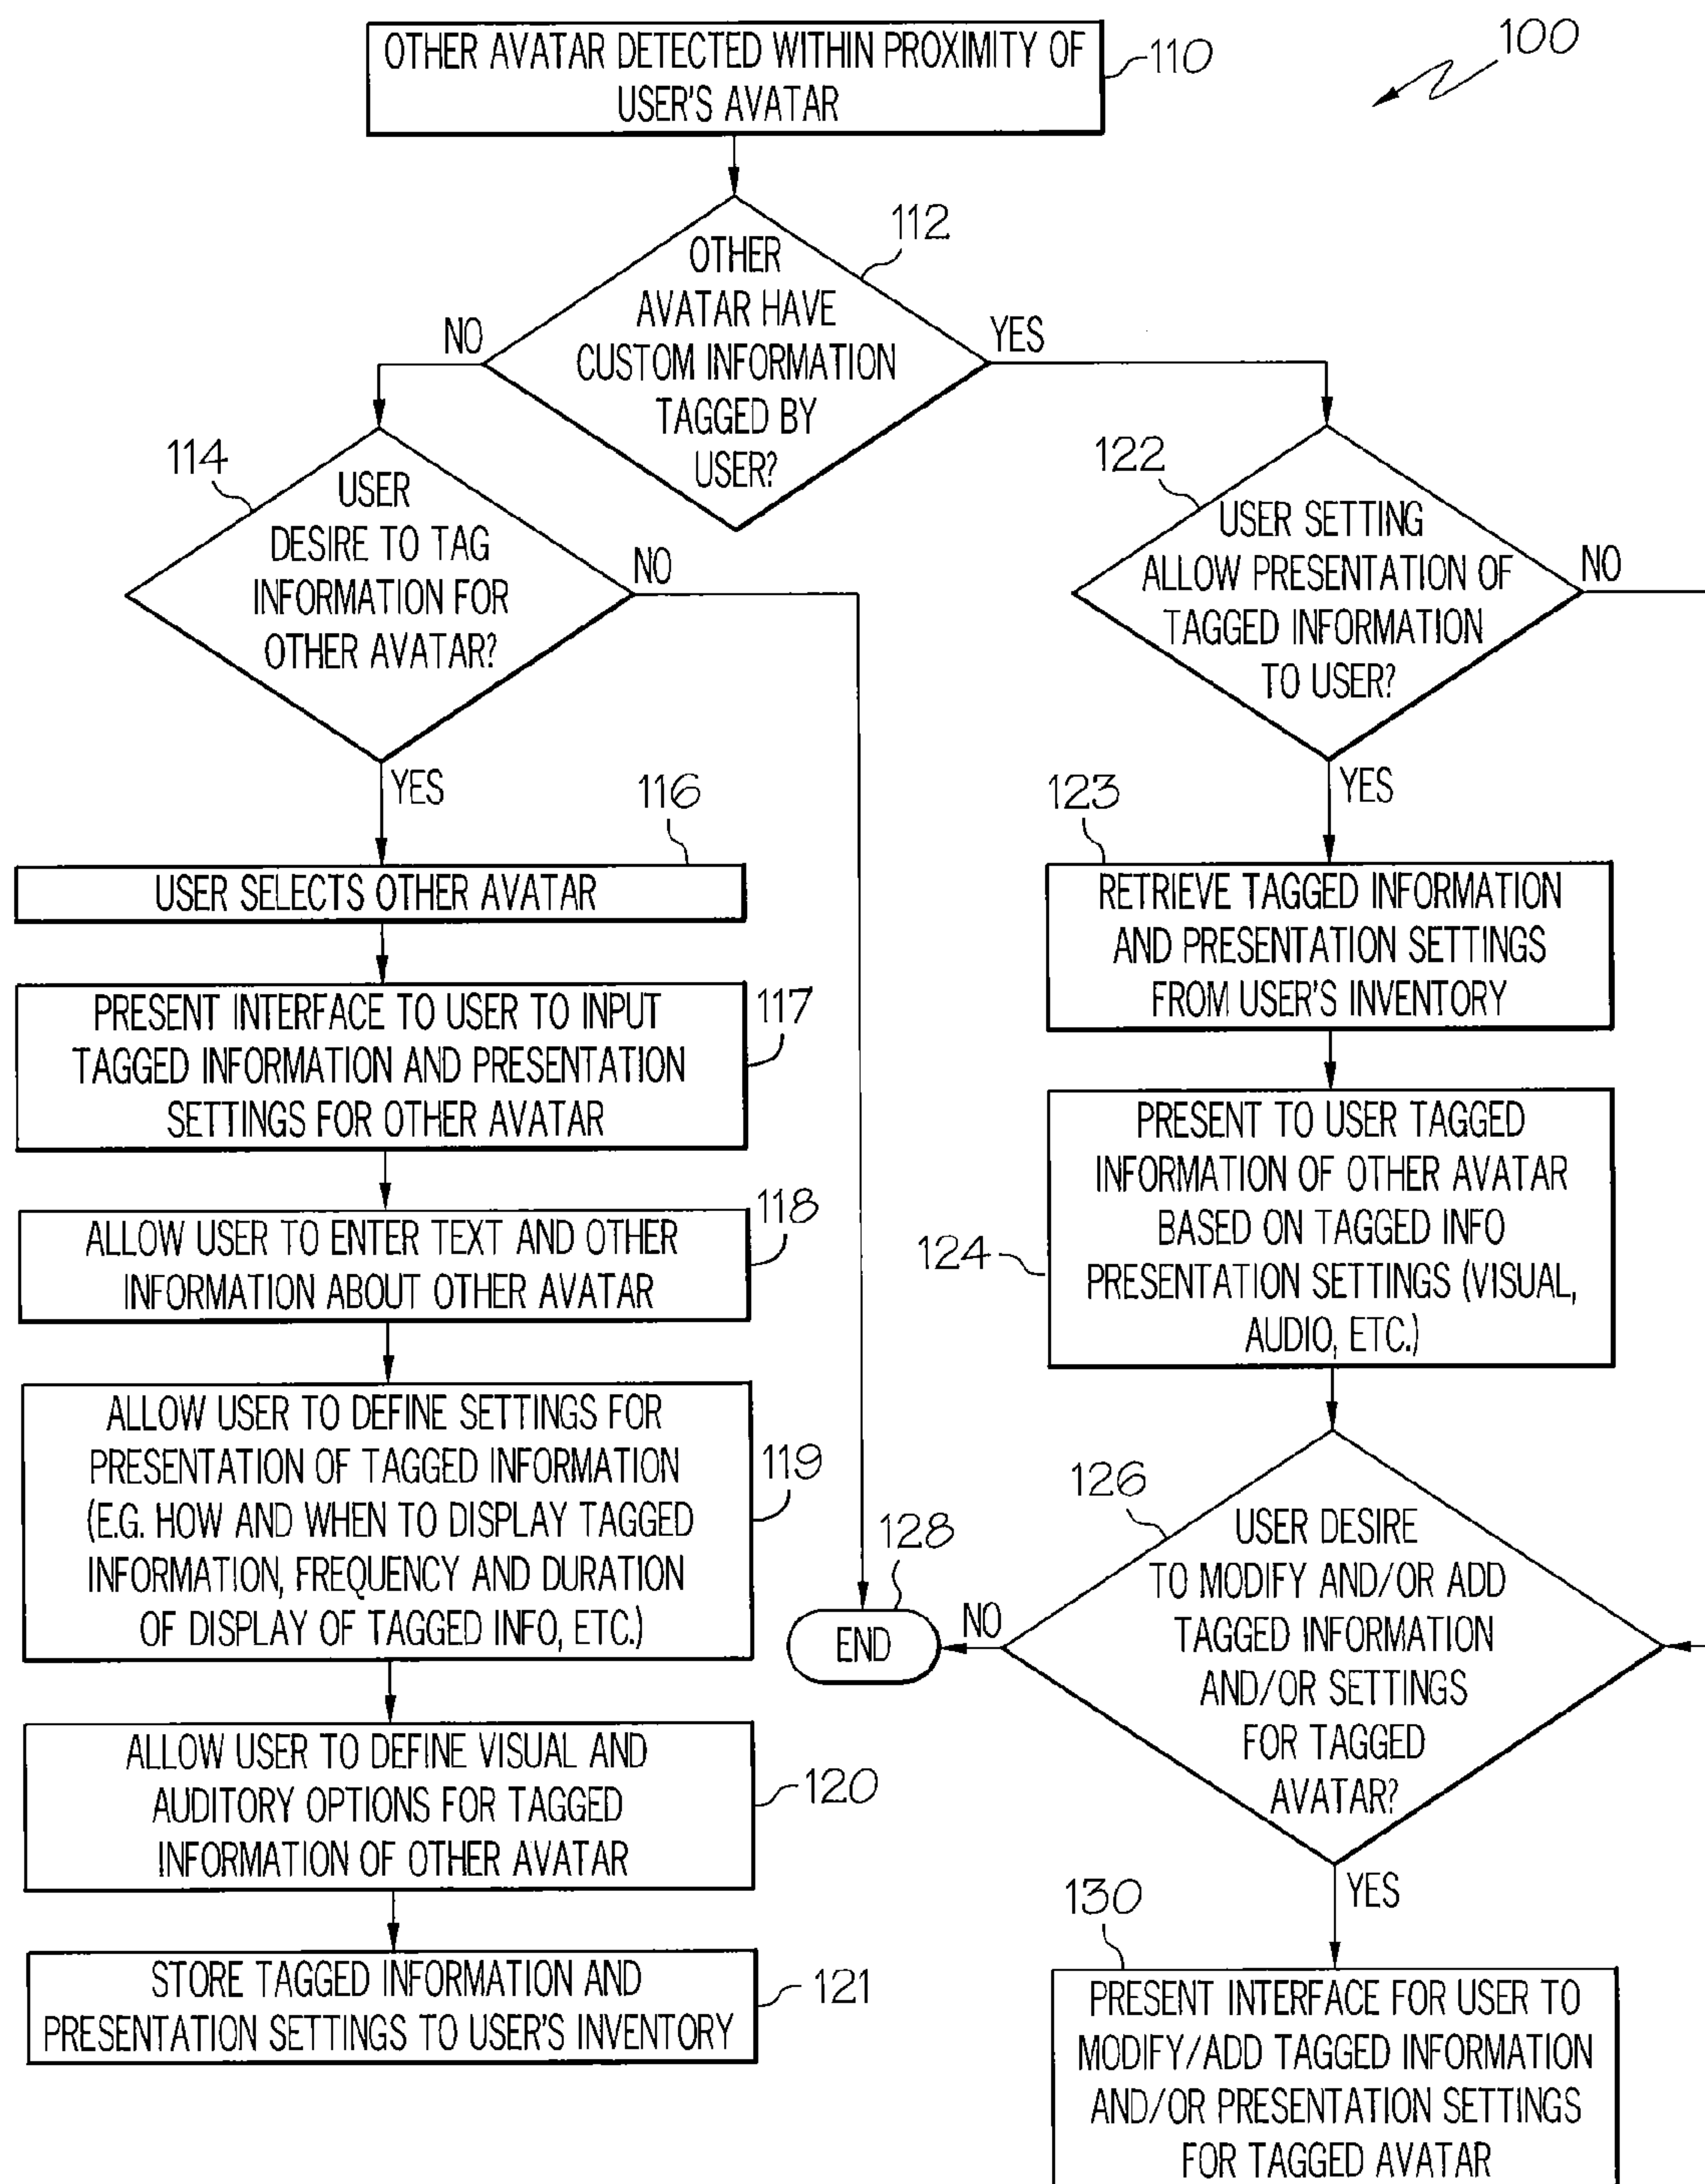 100
OTHER AVATAR DETECTED WITHIN PROXIMITY OF
USER'S AVATAR
110
112
OTHER
AVATAR HAVE
CUSTOM INFORMATION
TAGGED BY
USER?
NO
YES
114
USER
DESIRE TO TAG
INFORMATION FOR
OTHER AVATAR?
NO
YES
116
USER SELECTS OTHER AVATAR
PRESENT INTERFACE TO USER TO INPUT
TAGGED INFORMATION AND PRESENTATION
SETTINGS FOR OTHER AVATAR
117
ALLOW USER TO ENTER TEXT AND OTHER
INFORMATION ABOUT OTHER AVATAR
118
ALLOW USER TO DEFINE SETTINGS FOR
PRESENTATION OF TAGGED INFORMATION
(E.G. HOW AND WHEN TO DISPLAY TAGGED
INFORMATION, FREQUENCY AND DURATION
OF DISPLAY OF TAGGED INFO, ETC.)
119
ALLOW USER TO DEFINE VISUAL AND
AUDITORY OPTIONS FOR TAGGED
INFORMATION OF OTHER AVATAR
120
STORE TAGGED INFORMATION AND
PRESENTATION SETTINGS TO USER'S INVENTORY
121
122
USER SETTING
ALLOW PRESENTATION OF
TAGGED INFORMATION
TO USER?
NO
YES
123
RETRIEVE TAGGED INFORMATION
AND PRESENTATION SETTINGS
FROM USER'S INVENTORY
124
PRESENT TO USER TAGGED
INFORMATION OF OTHER AVATAR
BASED ON TAGGED INFO
PRESENTATION SETTINGS (VISUAL,
AUDIO, ETC.)
126
USER DESIRE
TO MODIFY AND/OR ADD
TAGGED INFORMATION
AND/OR SETTINGS
FOR TAGGED
AVATAR?
NO
128
END
YES
130
PRESENT INTERFACE FOR USER TO
MODIFY/ADD TAGGED INFORMATION
AND/OR PRESENTATION SETTINGS
FOR TAGGED AVATAR